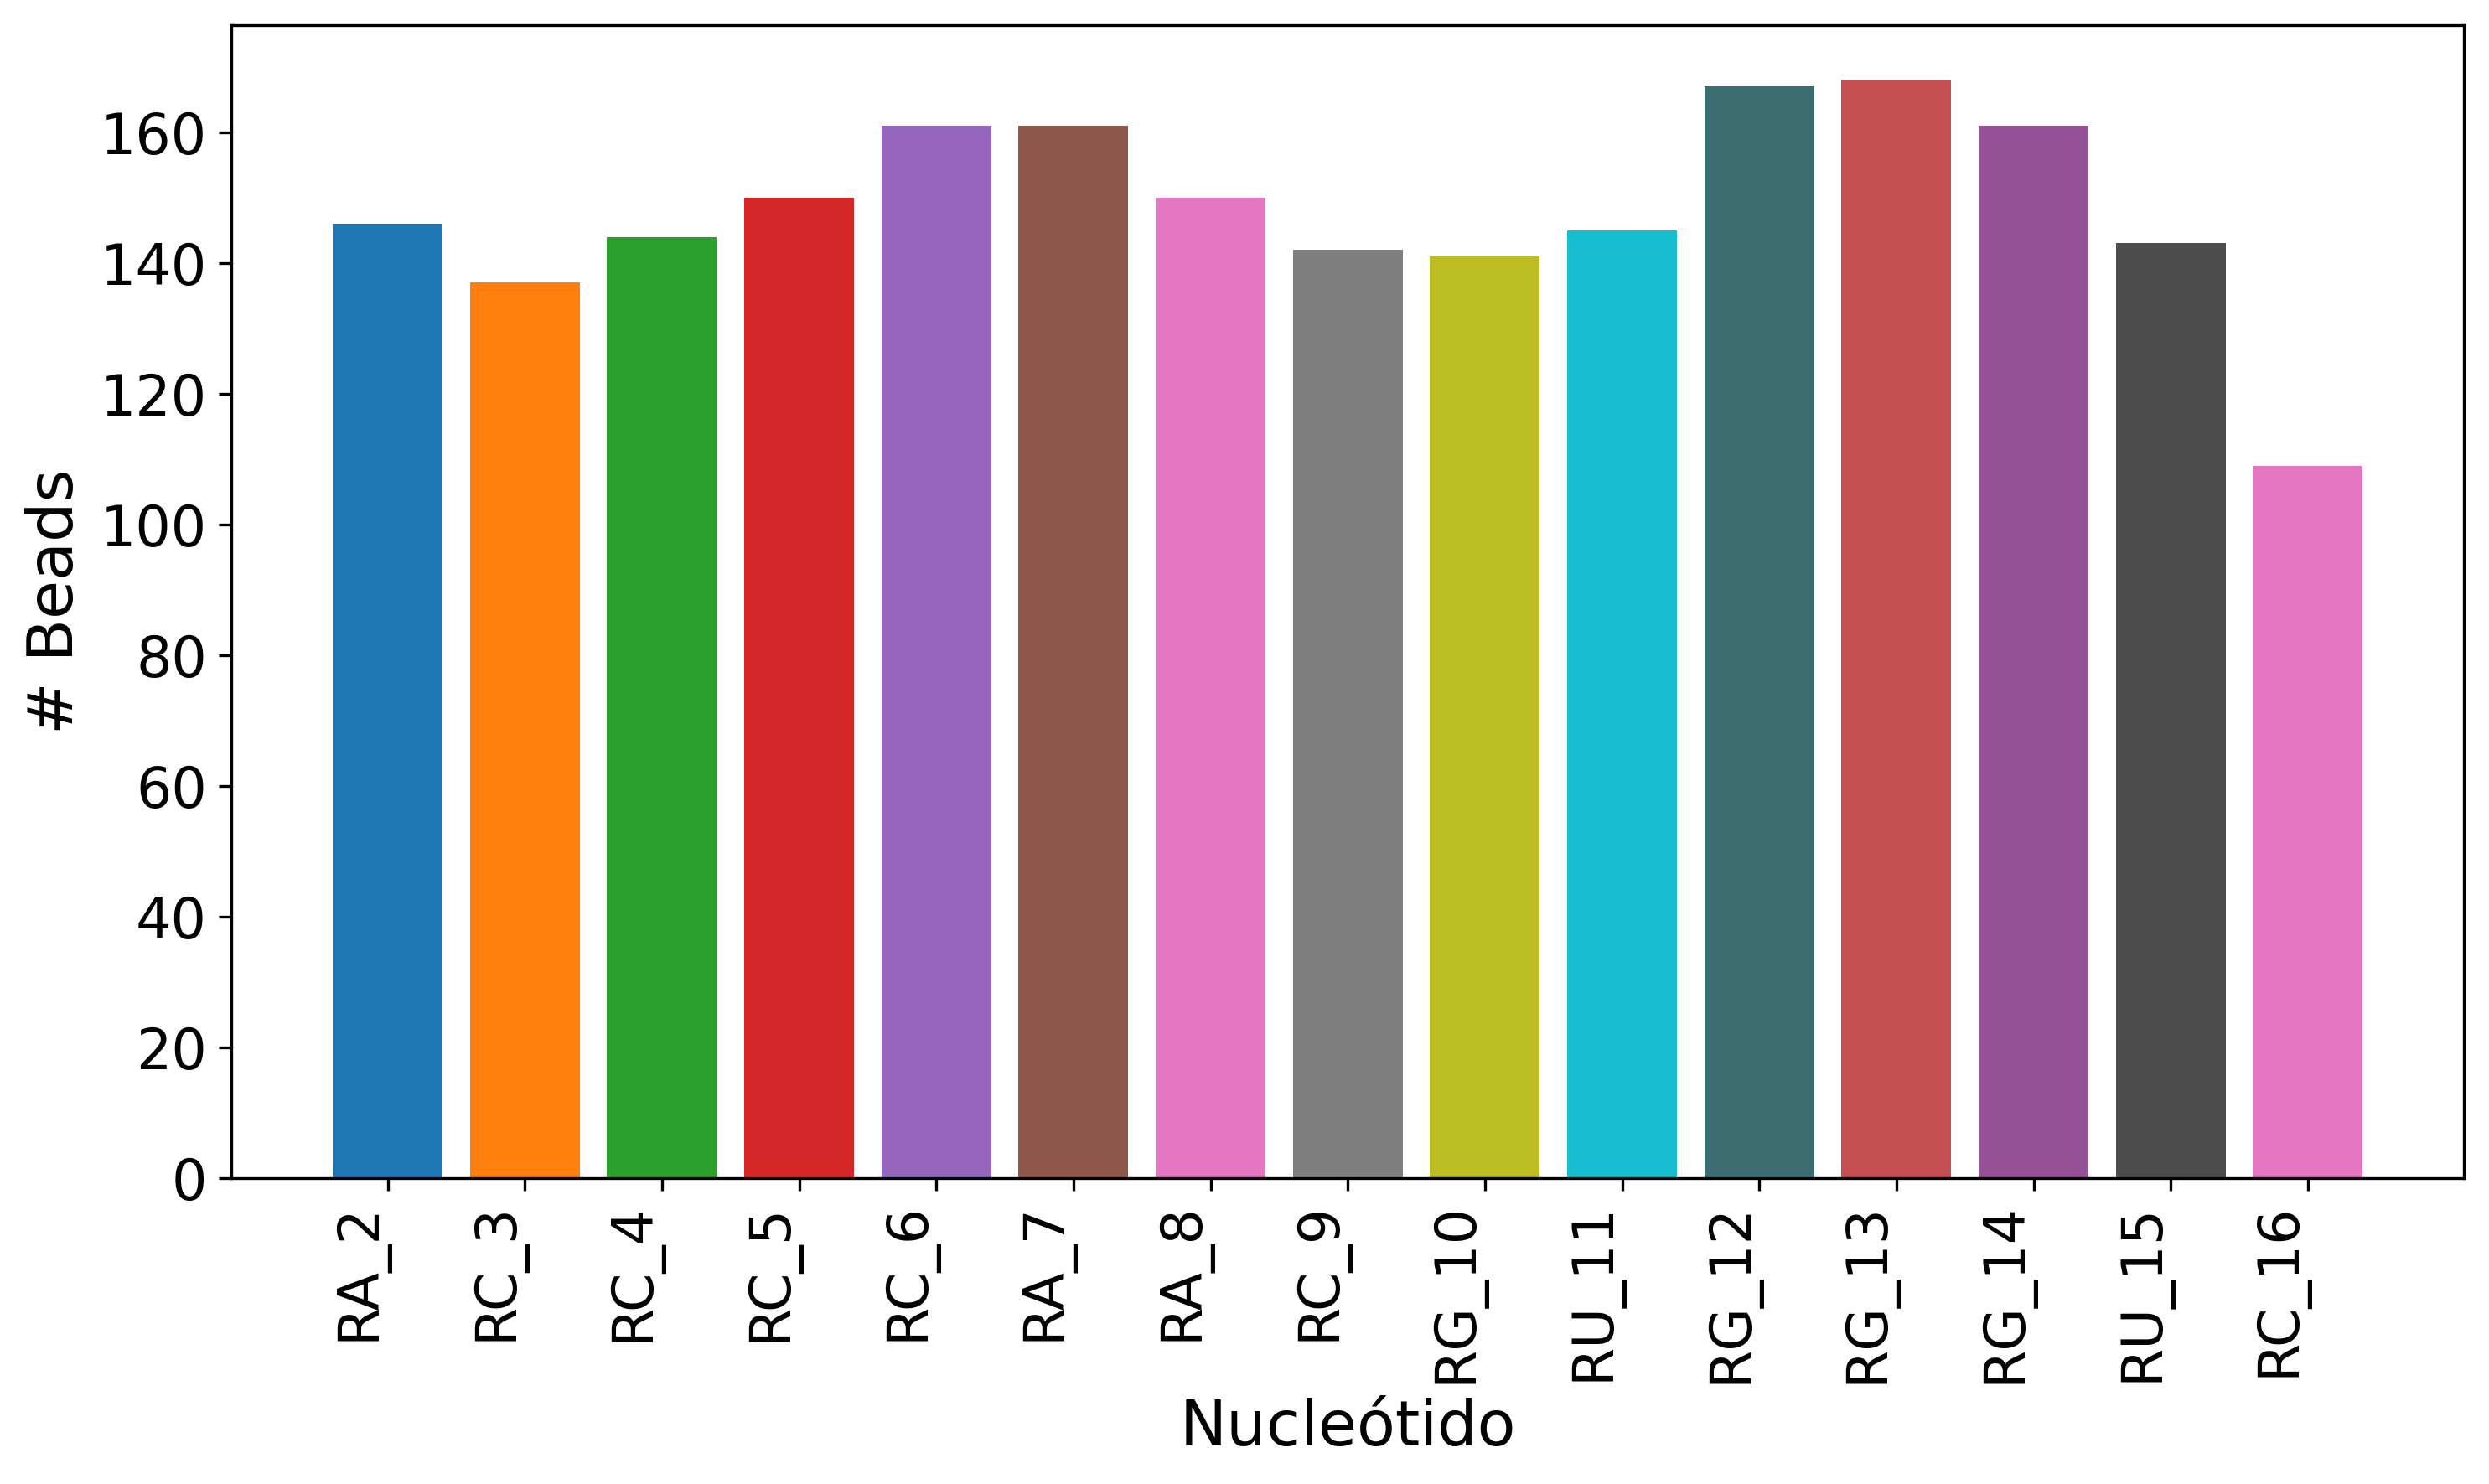 # Beads
160
140
120
100
80
60
40
20
0
RA_2
RC_3
RC_4
RC_5
RC_6
RA_7
RA_8
RC_9
RG_10
RU_11
RG_12
RG_13
RG_14
RU_15
RC_16
Nucleótido